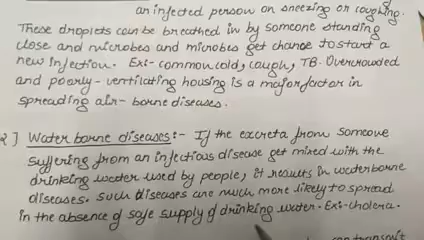 an infected person on sneezing or coughing.
These droplets can be breathed in by someone standing
close and microbes and microbes get chance to start a
new infection. Ex:- common cold, cough, TB. Overcrowded
and poorly-ventilating housing is a major factor in
spreading air-borne diseases.
2] Water borne diseases:- If the excreta from someone
suffering from an infectious disease get mixed with the
drinking water used by people, it results in waterborne
diseases. Such diseases are much more likely to spread
in the absence of safe supply of drinking water. Ex:- cholera.